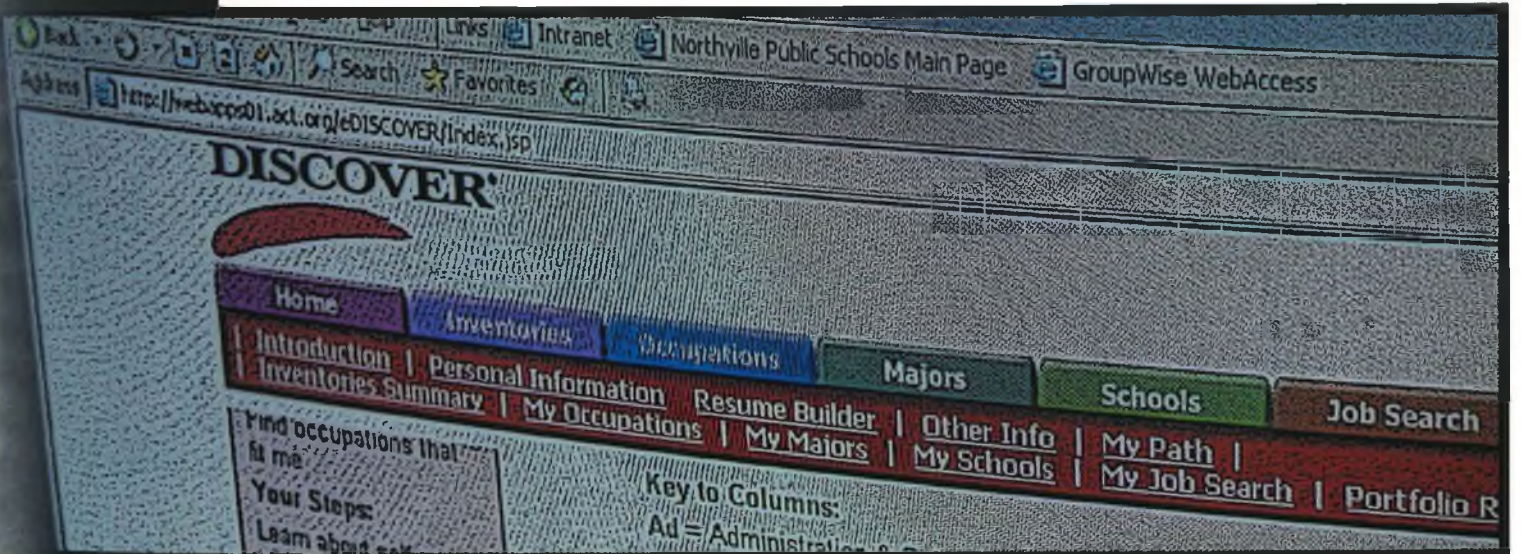 Links Intranet Northville Public Schools Main Page GroupWise WebAccess
Back Search Favorites
Address http://webapps01.act.org/eDISCOVER/index.jsp
DISCOVER
Home Inventories Occupations Majors Schools Job Search
| Introduction | Personal Information Resume Builder | Other Info | My Path |
| Inventories Summary | My Occupations | My Majors | My Schools | My Job Search | Portfolio R
Find occupations that
fit me
Your Steps:
Learn about self
Key to Columns:
Ad = Administration &